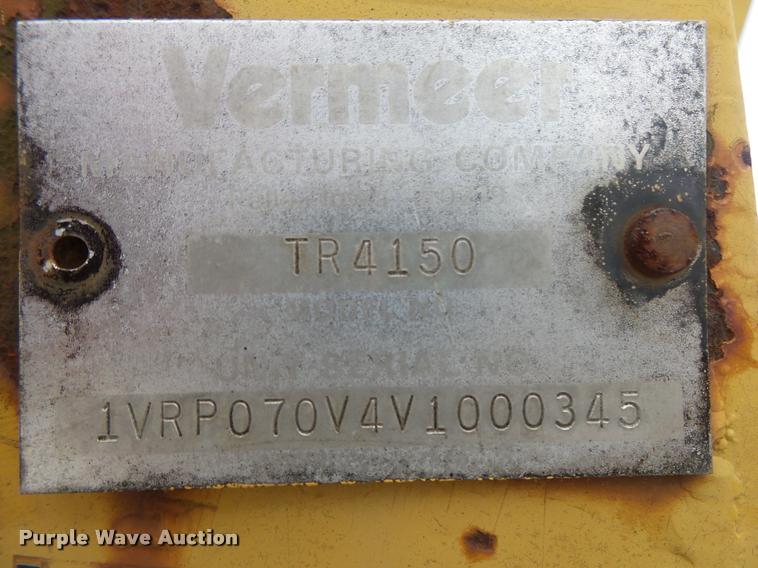 Vermeer
MANUFACTURING COMPANY
TR4150
UNIT SERIAL NO.
1VRP070V4V1000345
Purple Wave Auction